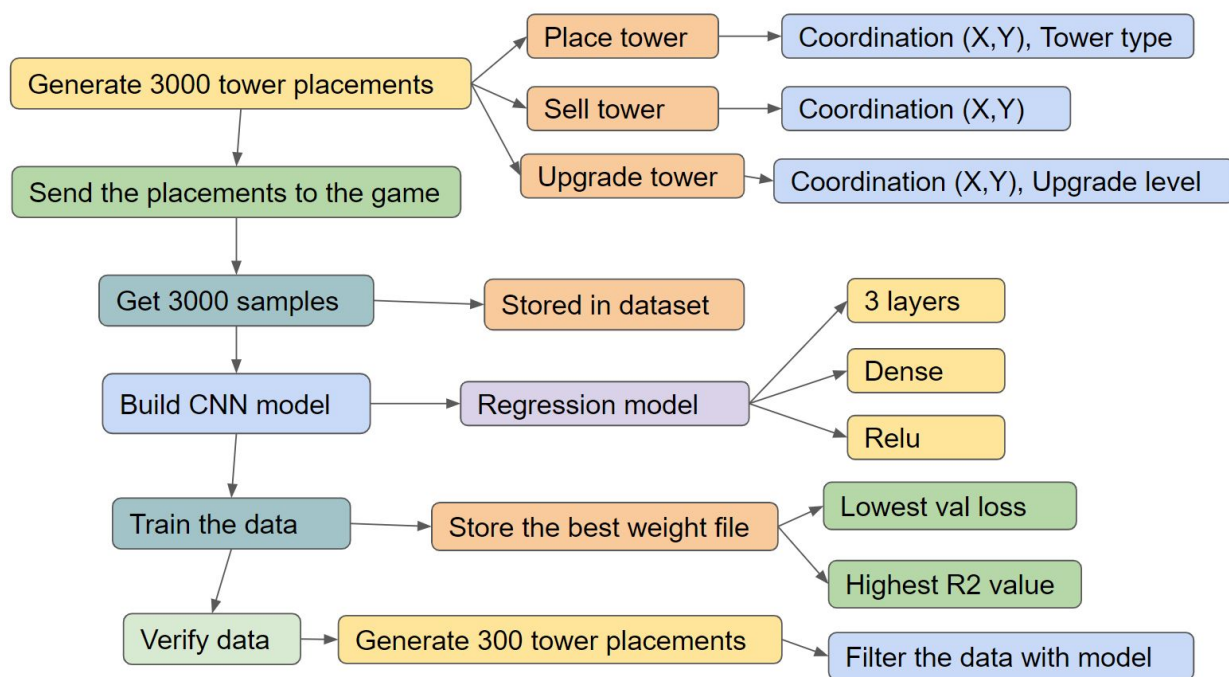 Place tower
Coordination (X,Y), Tower type
Generate 3000 tower placements
Sell tower
Coordination (X,Y)
Upgrade tower
Coordination (X,Y), Upgrade level
Send the placements to the game
Get 3000 samples
Stored in dataset
3 layers
Build CNN model
Regression model
Dense
Relu
Train the data
Store the best weight file
Lowest val loss
Highest R2 value
Verify data
Generate 300 tower placements
Filter the data with model